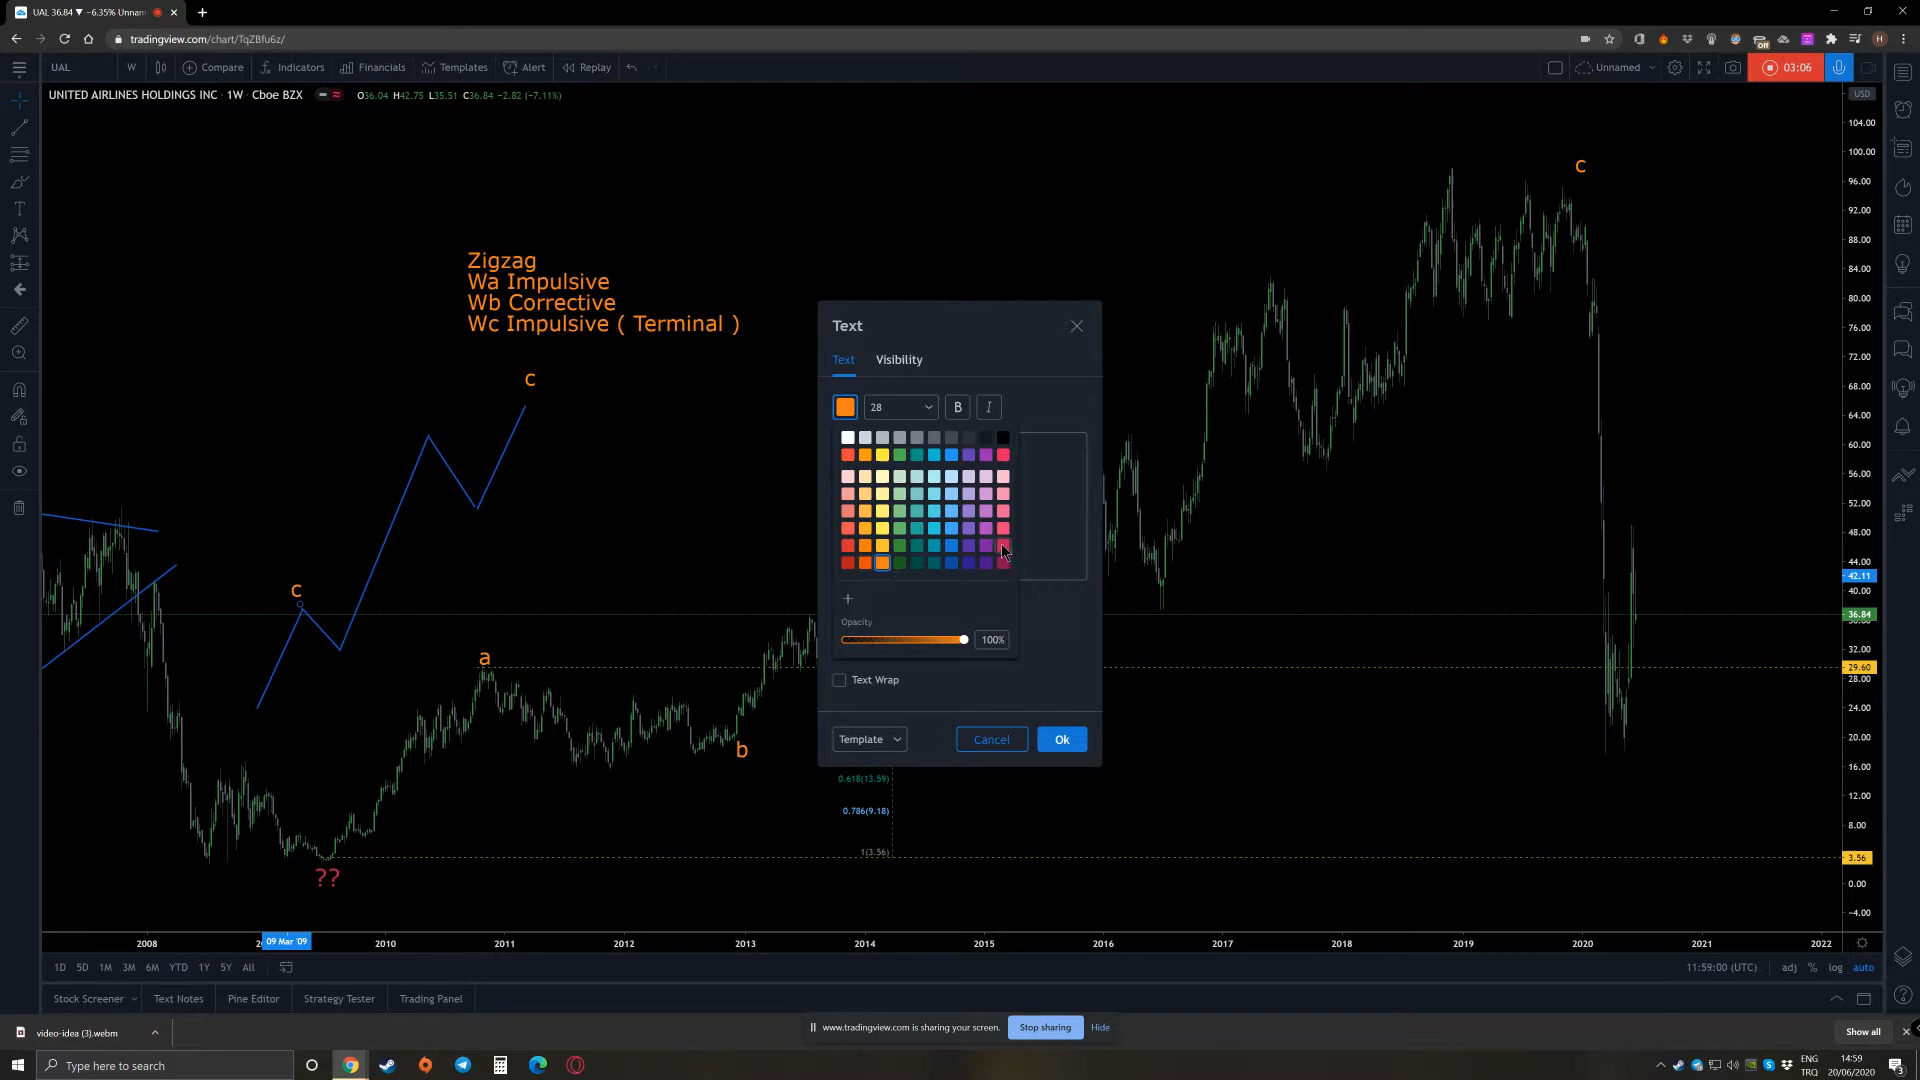 UAL 36.84 ▼ −6.35% Unnam
tradingview.com/chart/TqZBfu6z/
Off
H
UAL W Compare Indicators Financials Templates Alert Replay Unnamed 03:06
UNITED AIRLINES HOLDINGS INC · 1W · Cboe BZX O36.04 H42.75 L35.51 C36.84 −2.82 (−7.11%)
USD
104.00
100.00
96.00
92.00
88.00
84.00
80.00
76.00
72.00
68.00
64.00
60.00
56.00
52.00
48.00
44.00
42.11
40.00
36.84
32.00
29.60
28.00
24.00
20.00
16.00
12.00
8.00
3.56
0.00
−4.00
c
Zigzag
Wa Impulsive
Wb Corrective
Wc Impulsive ( Terminal )
c
c
a
b
??
Text
Text Visibility
28 B I
Opacity
100%
Text Wrap
Template Cancel Ok
0.618(13.59)
0.786(9.18)
1(3.56)
2008 09 Mar '09 2010 2011 2012 2013 2014 2015 2016 2017 2018 2019 2020 2021 2022
1D 5D 1M 3M 6M YTD 1Y 5Y All 11:59:00 (UTC) adj % log auto
Stock Screener Text Notes Pine Editor Strategy Tester Trading Panel
video-idea (3).webm
www.tradingview.com is sharing your screen. Stop sharing Hide
Show all
Type here to search
ENG
TRQ
14:59
20/06/2020
3